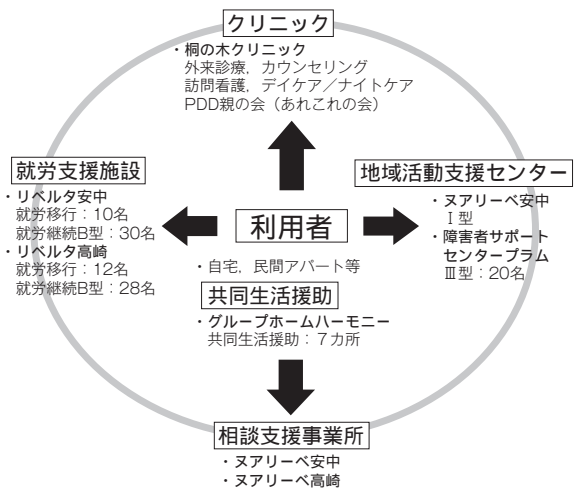 クリニック
・桐の木クリニック
外来診療，カウンセリング
訪問看護，デイケア／ナイトケア
PDD親の会（あれこれの会）
就労支援施設
・リベルタ安中
就労移行：10名
就労継続B型：30名
・リベルタ高崎
就労移行：12名
就労継続B型：28名
利用者
・自宅，民間アパート等
共同生活援助
・グループホームハーモニー
共同生活援助：７カ所
地域活動支援センター
・ヌアリーベ安中
Ⅰ型
・障害者サポート
センタープラム
Ⅲ型：20名
相談支援事業所
・ヌアリーベ安中
・ヌアリーベ高崎